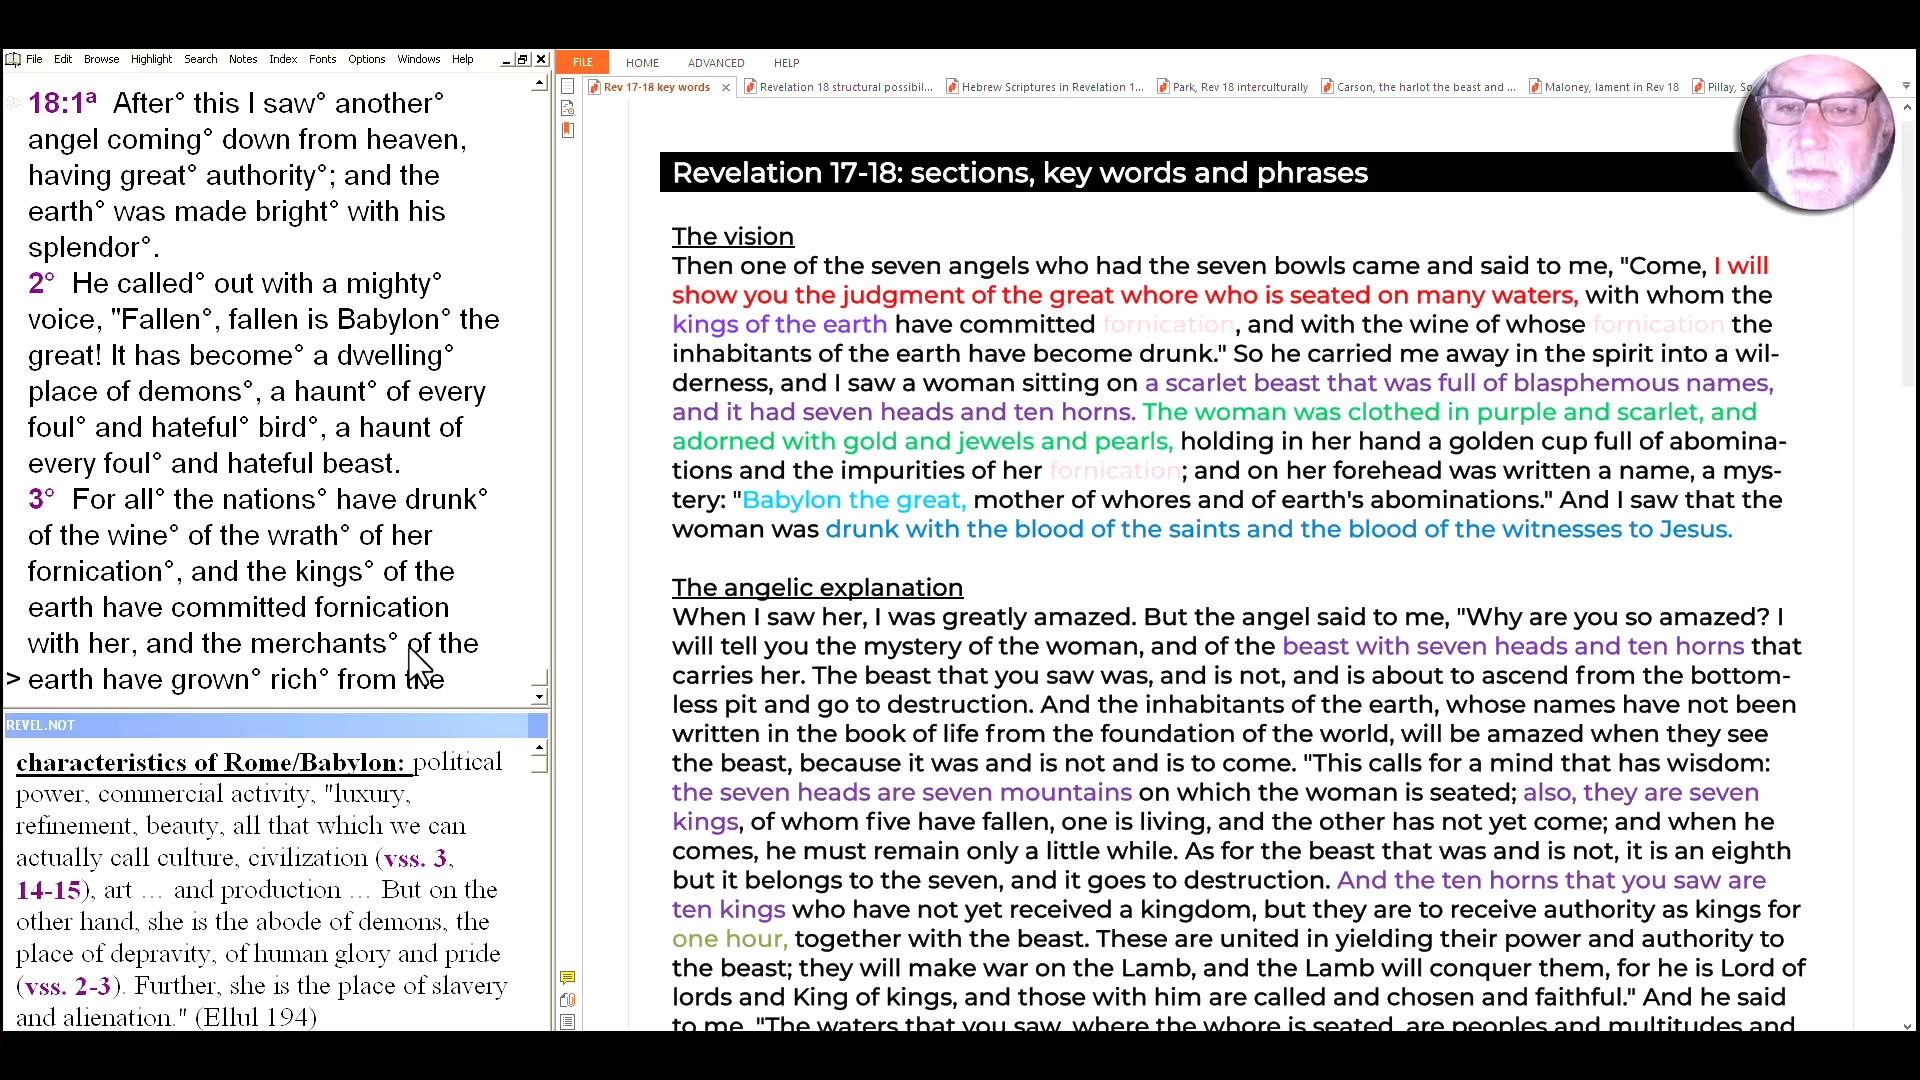 File Edit Browse Highlight Search Notes Index Fonts Options Windows Help
18:1ª After° this I saw° another°
angel coming° down from heaven,
having great° authority°; and the
earth° was made bright° with his
splendor°.
2° He called° out with a mighty°
voice, "Fallen°, fallen is Babylon° the
great! It has become° a dwelling°
place of demons°, a haunt° of every
foul° and hateful° bird°, a haunt of
every foul° and hateful beast.
3° For all° the nations° have drunk°
of the wine° of the wrath° of her
fornication°, and the kings° of the
earth have committed fornication
with her, and the merchants° of the
> earth have grown° rich° from the
REVEL.NOT
characteristics of Rome/Babylon: political
power, commercial activity, "luxury,
refinement, beauty, all that which we can
actually call culture, civilization (vss. 3,
14-15), art … and production … But on the
other hand, she is the abode of demons, the
place of depravity, of human glory and pride
(vss. 2-3). Further, she is the place of slavery
and alienation." (Ellul 194)
FILE HOME ADVANCED HELP
Rev 17-18 key words Revelation 18 structural possibil... Hebrew Scriptures in Revelation 1... Park, Rev 18 interculturally Carson, the harlot the beast and ... Maloney, lament in Rev 18 Pillay,
Revelation 17-18: sections, key words and phrases
The vision
Then one of the seven angels who had the seven bowls came and said to me, "Come, I will
show you the judgment of the great whore who is seated on many waters, with whom the
kings of the earth have committed fornication, and with the wine of whose fornication the
inhabitants of the earth have become drunk." So he carried me away in the spirit into a wil-
derness, and I saw a woman sitting on a scarlet beast that was full of blasphemous names,
and it had seven heads and ten horns. The woman was clothed in purple and scarlet, and
adorned with gold and jewels and pearls, holding in her hand a golden cup full of abomina-
tions and the impurities of her fornication; and on her forehead was written a name, a mys-
tery: "Babylon the great, mother of whores and of earth's abominations." And I saw that the
woman was drunk with the blood of the saints and the blood of the witnesses to Jesus.
The angelic explanation
When I saw her, I was greatly amazed. But the angel said to me, "Why are you so amazed? I
will tell you the mystery of the woman, and of the beast with seven heads and ten horns that
carries her. The beast that you saw was, and is not, and is about to ascend from the bottom-
less pit and go to destruction. And the inhabitants of the earth, whose names have not been
written in the book of life from the foundation of the world, will be amazed when they see
the beast, because it was and is not and is to come. "This calls for a mind that has wisdom:
the seven heads are seven mountains on which the woman is seated; also, they are seven
kings, of whom five have fallen, one is living, and the other has not yet come; and when he
comes, he must remain only a little while. As for the beast that was and is not, it is an eighth
but it belongs to the seven, and it goes to destruction. And the ten horns that you saw are
ten kings who have not yet received a kingdom, but they are to receive authority as kings for
one hour, together with the beast. These are united in yielding their power and authority to
the beast; they will make war on the Lamb, and the Lamb will conquer them, for he is Lord of
lords and King of kings, and those with him are called and chosen and faithful." And he said
to me, "The waters that you saw, where the whore is seated, are peoples and multitudes and